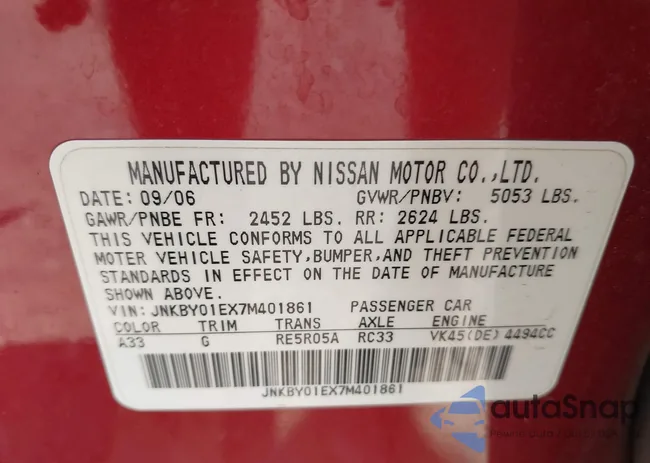 MANUFACTURED BY NISSAN MOTOR CO.,LTD.
DATE: 09/06 GVWR/PNBV: 5053 LBS.
GAWR/PNBE FR: 2452 LBS. RR: 2624 LBS.
THIS VEHICLE CONFORMS TO ALL APPLICABLE FEDERAL
MOTOR VEHICLE SAFETY,BUMPER,AND THEFT PREVENTION
STANDARDS IN EFFECT ON THE DATE OF MANUFACTURE
SHOWN ABOVE.
VIN: JNKBY01EX7M401861 PASSENGER CAR
COLOR TRIM TRANS AXLE ENGINE
A33 G RE5R05A RC33 VK45(DE) 4494CC
JNKBY01EX7M401861
autoSnap